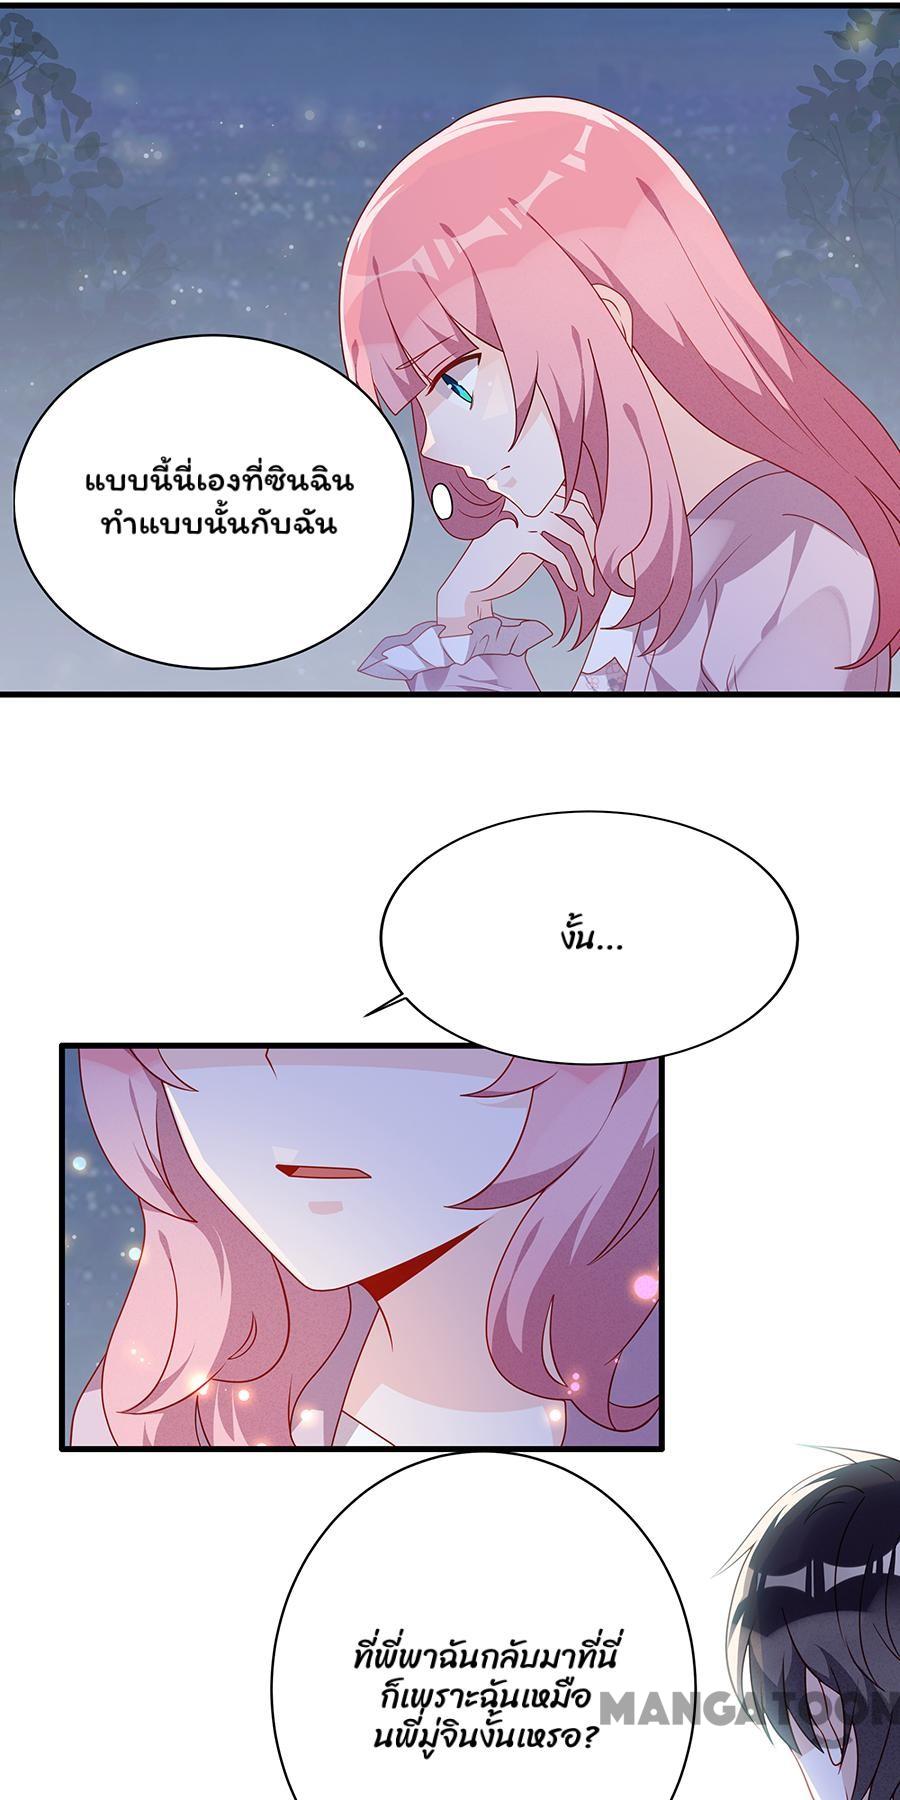 แบบนี้นี่เองที่ซินฉิน
ทำแบบนั้นกับฉัน
งั้น...
ที่พี่พาฉันกลับมาที่นี่
ก็เพราะฉันเหมือ
นพี่มู่จินงั้นเหรอ?
MANGATOON